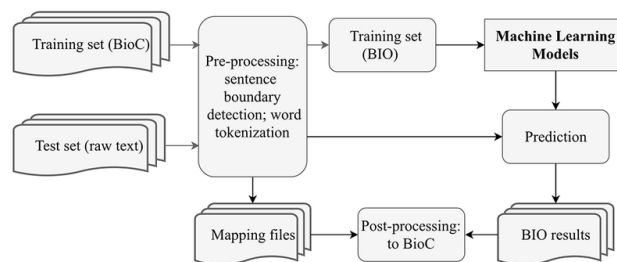 Training set (BioC)
Pre-processing:
sentence
boundary
detection; word
tokenization
Training set
(BIO)
Machine Learning
Models
Test set (raw text)
Prediction
Mapping files
Post-processing:
to BioC
BIO results